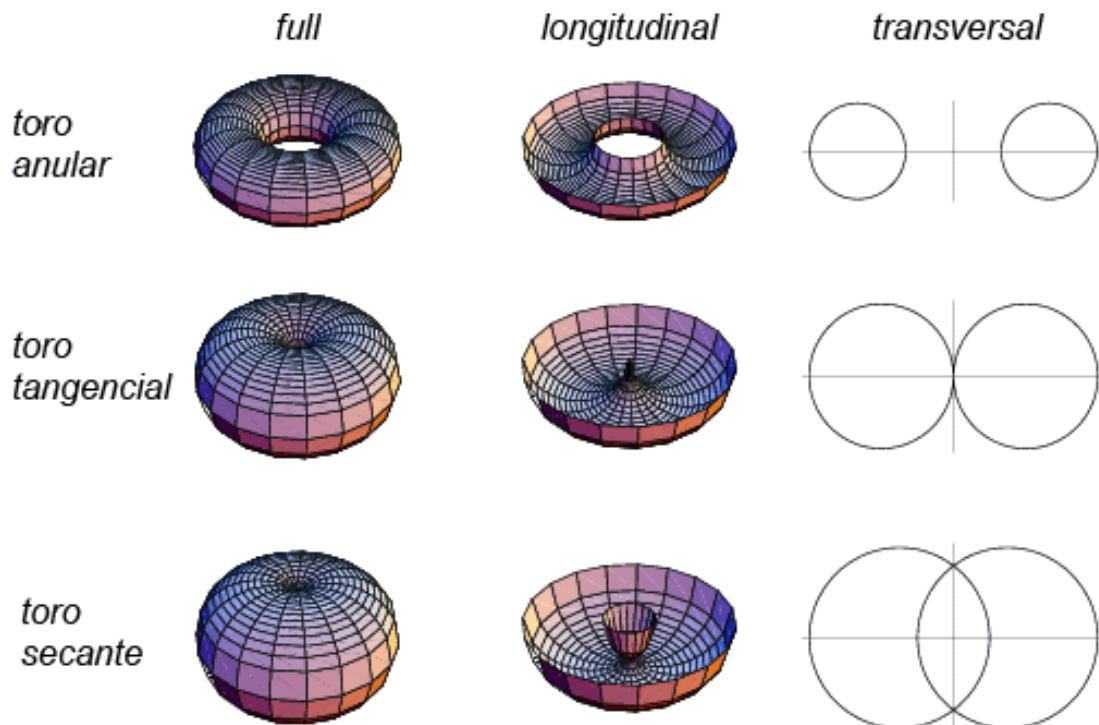 full
longitudinal
transversal
toro
anular
toro
tangencial
toro
secante